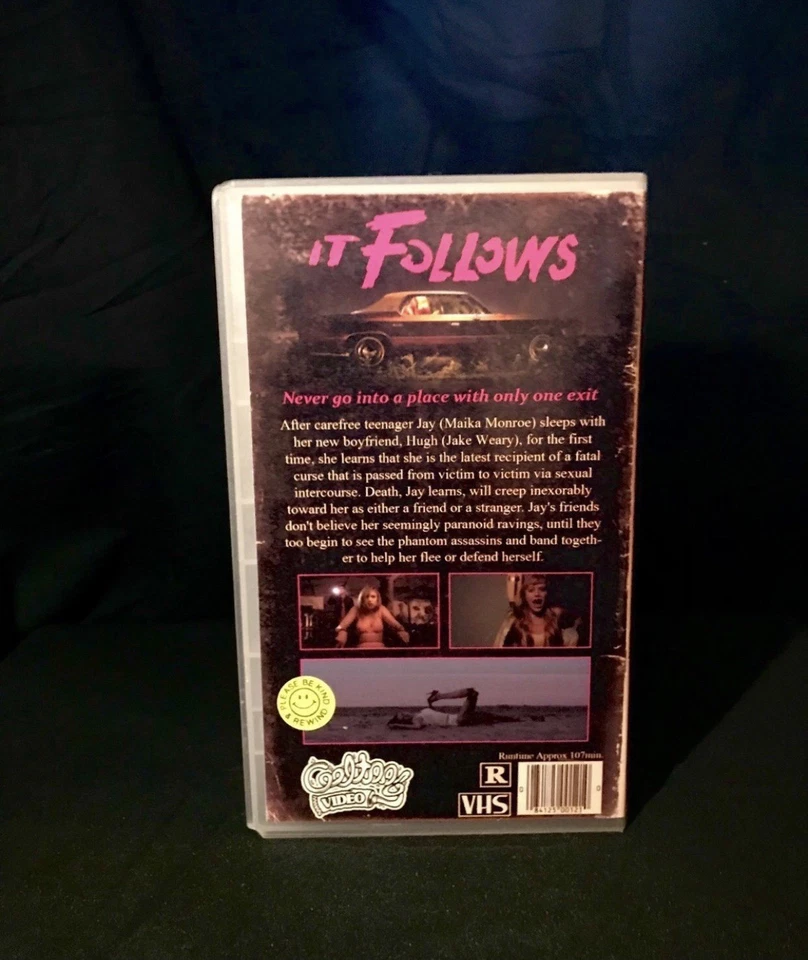 IT FOLLOWS
Never go into a place with only one exit
After carefree teenager Jay (Maika Monroe) sleeps with
her new boyfriend, Hugh (Jake Weary), for the first
time, she learns that she is the latest recipient of a fatal
curse that is passed from victim to victim via sexual
intercourse. Death, Jay learns, will creep inexorably
toward her as either a friend or a stranger. Jay's friends
don't believe her seemingly paranoid ravings, until they
too begin to see the phantom assassins and band togeth-
er to help her flee or defend herself.
PLEASE BE KIND
& REWIND
Runtime Approx 107min.
VIDEO
R
VHS